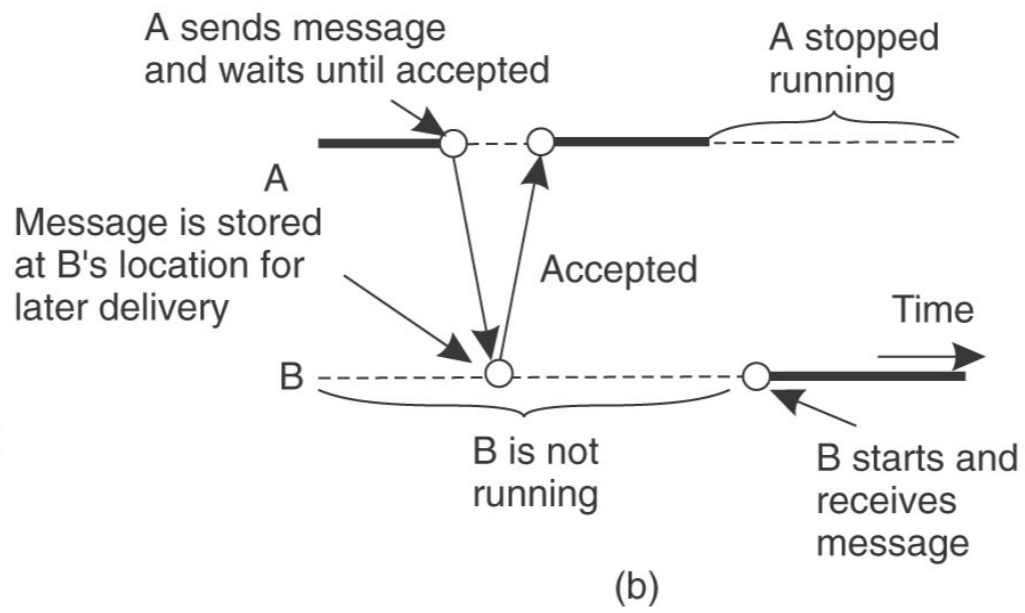 A sends message
and waits until accepted
A stopped
running
A
Message is stored
at B's location for
later delivery
Accepted
Time
B
B is not
running
B starts and
receives
message
(b)